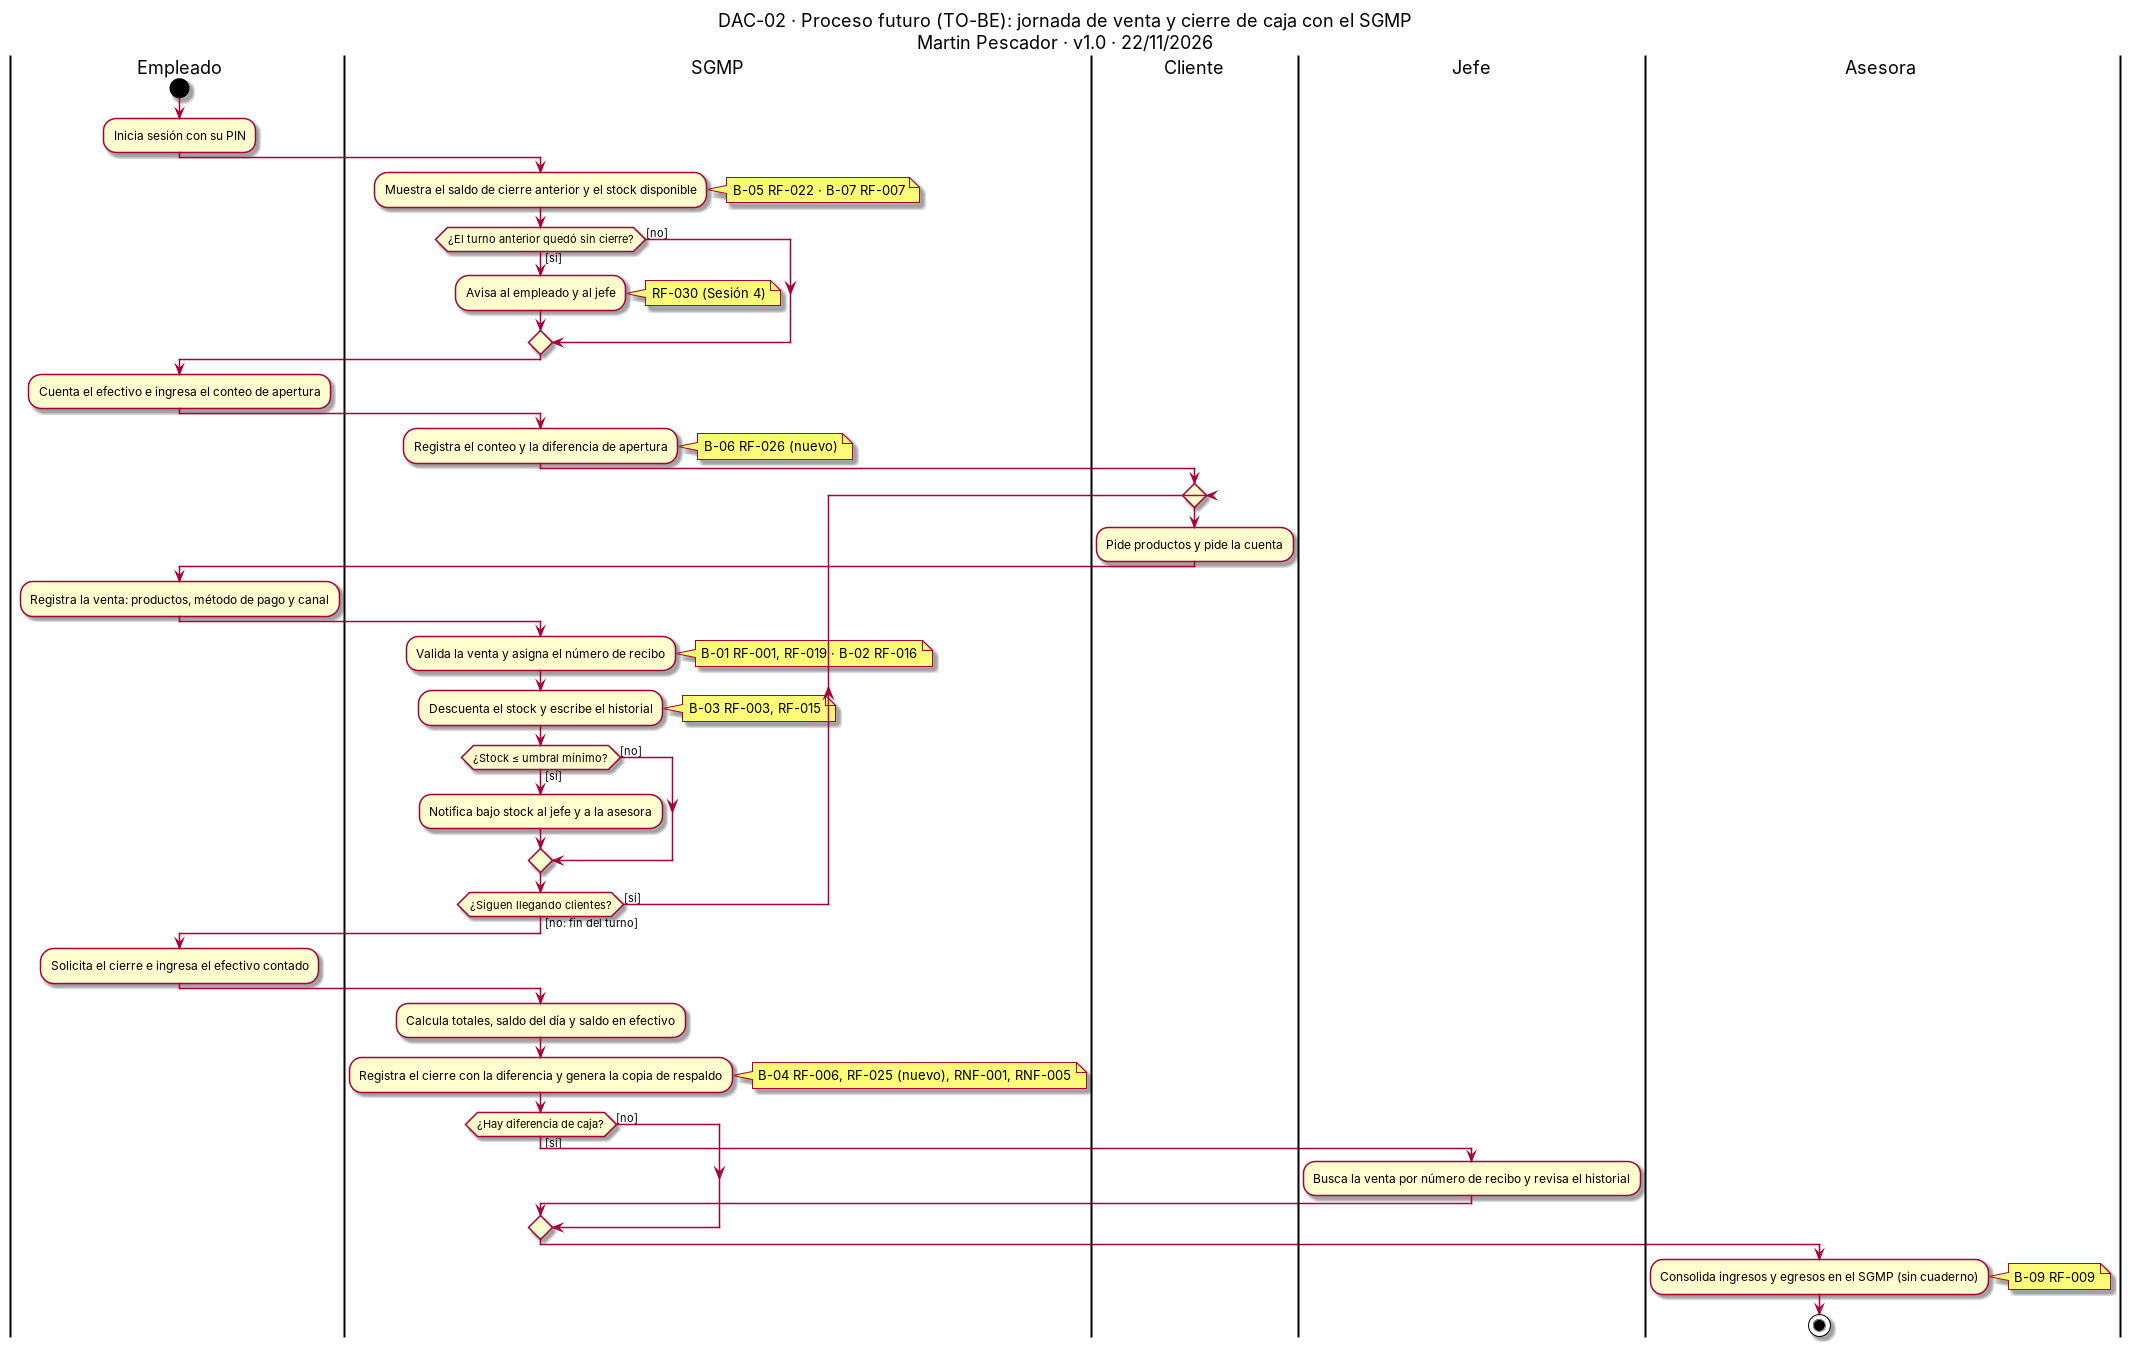 DAC-02 · Proceso futuro (TO-BE): jornada de venta y cierre de caja con el SGMP
Martin Pescador · v1.0 · 22/11/2026
Empleado
SGMP
Cliente
Jefe
Asesora
Inicia sesión con su PIN
Muestra el saldo de cierre anterior y el stock disponible
B-05 RF-022 · B-07 RF-007
¿El turno anterior quedó sin cierre?
[no]
[sí]
Avisa al empleado y al jefe
RF-030 (Sesión 4)
Cuenta el efectivo e ingresa el conteo de apertura
Registra el conteo y la diferencia de apertura
B-06 RF-026 (nuevo)
Pide productos y pide la cuenta
Registra la venta: productos, método de pago y canal
Valida la venta y asigna el número de recibo
B-01 RF-001, RF-019 · B-02 RF-016
Descuenta el stock y escribe el historial
B-03 RF-003, RF-015
¿Stock ≤ umbral mínimo?
[no]
[sí]
Notifica bajo stock al jefe y a la asesora
¿Siguen llegando clientes?
[sí]
[no: fin del turno]
Solicita el cierre e ingresa el efectivo contado
Calcula totales, saldo del día y saldo en efectivo
Registra el cierre con la diferencia y genera la copia de respaldo
B-04 RF-006, RF-025 (nuevo), RNF-001, RNF-005
¿Hay diferencia de caja?
[no]
[sí]
Busca la venta por número de recibo y revisa el historial
Consolida ingresos y egresos en el SGMP (sin cuaderno)
B-09 RF-009